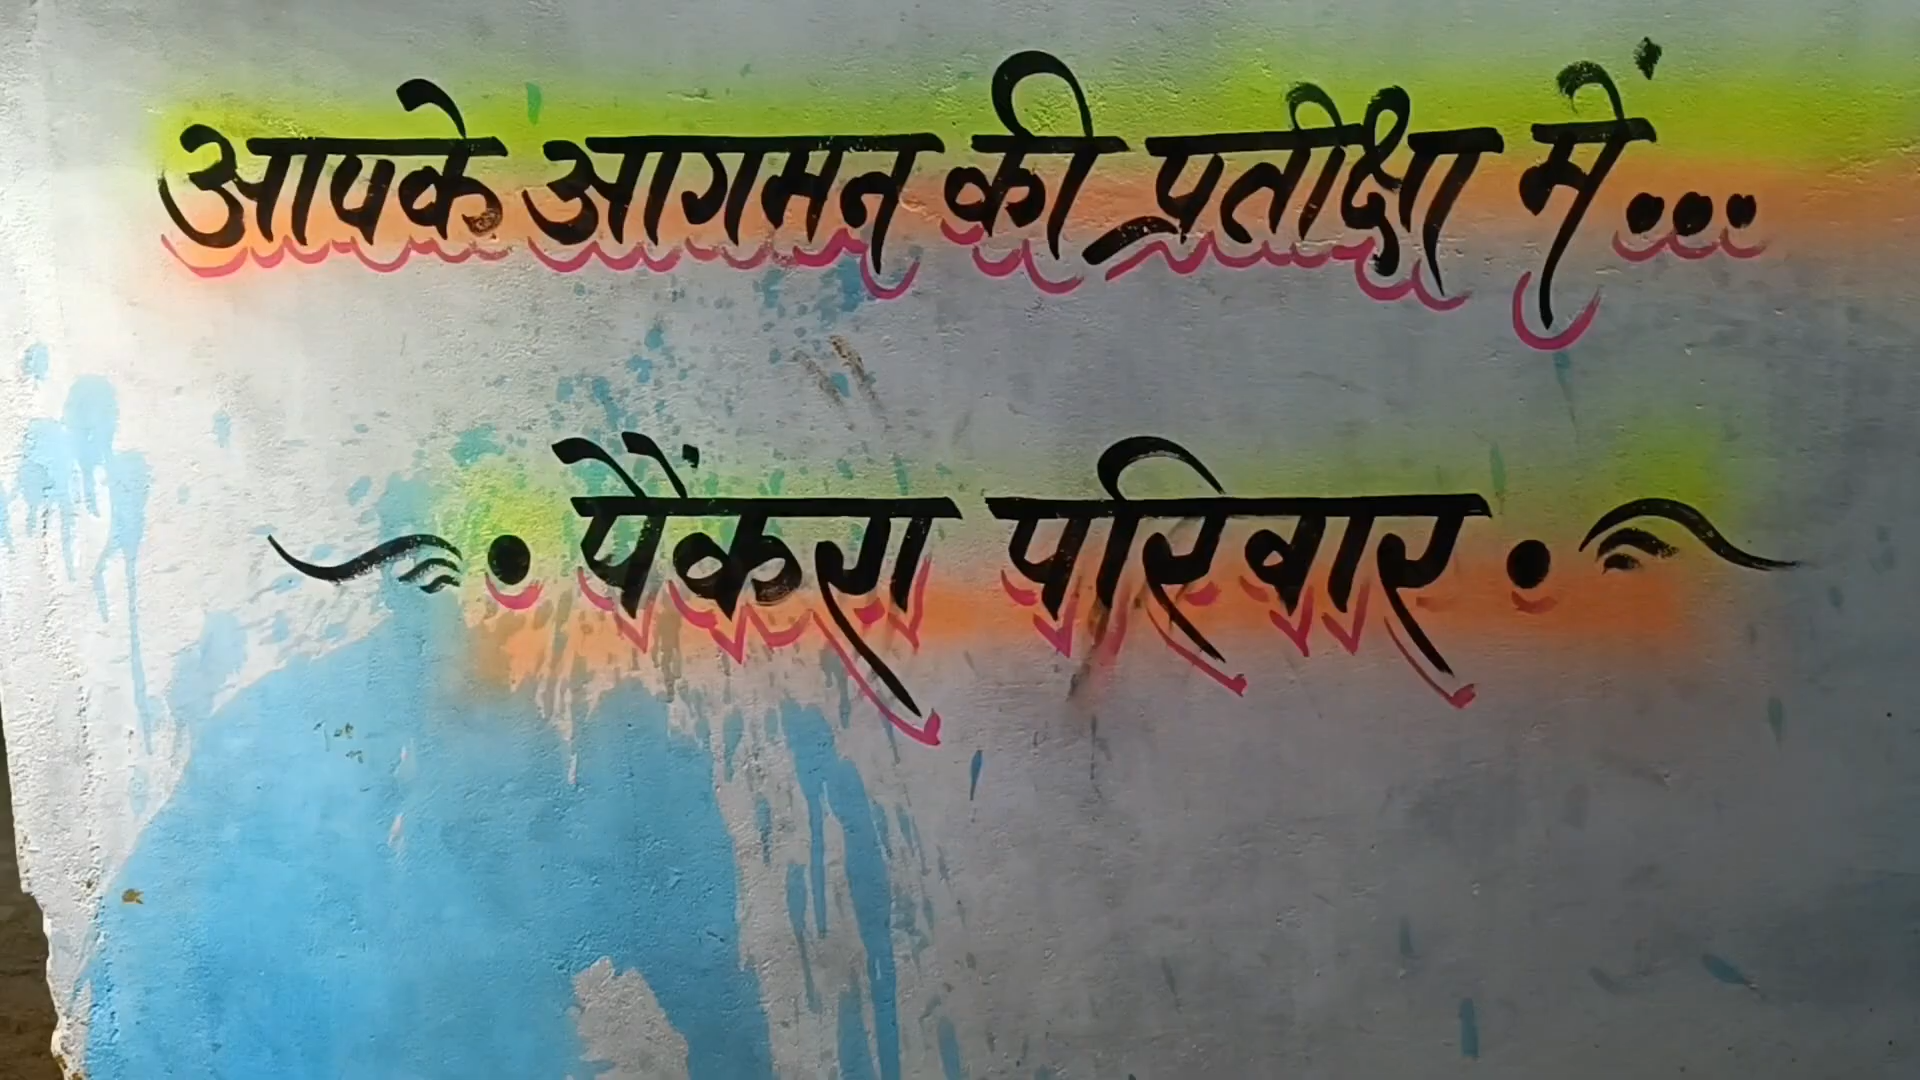 आपके आगमन की प्रतीक्षा में...
• पैंकरा परिवार •